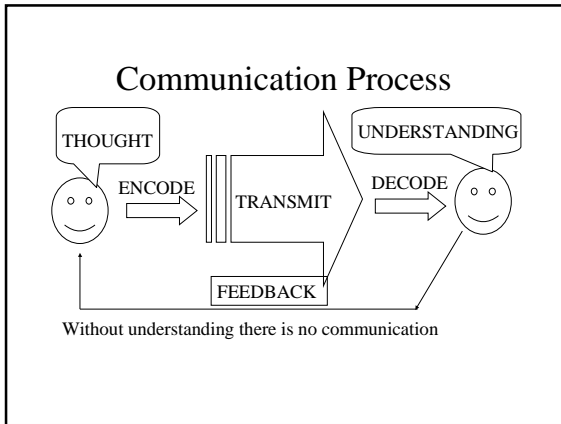 Communication Process
THOUGHT
UNDERSTANDING
ENCODE
TRANSMIT
DECODE
FEEDBACK
Without understanding there is no communication